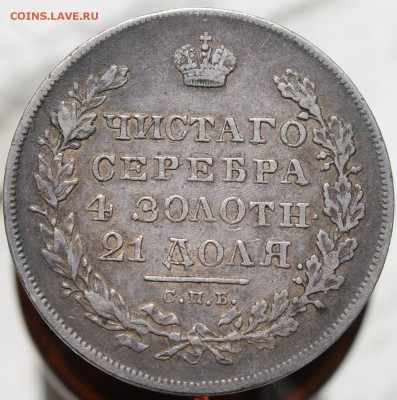 COINS.LAVE.RU
ЧИСТАГО
СЕРЕБРА
4 ЗОЛОТН.
21 ДОЛЯ.
С.П.Б.